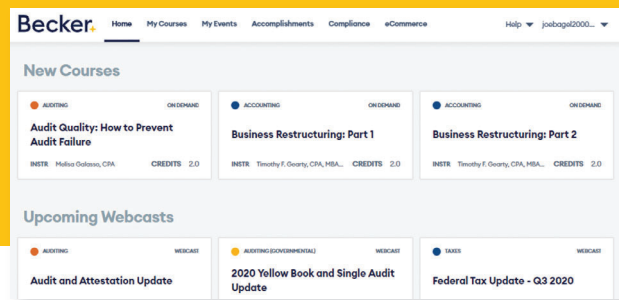 Becker. Home My Courses My Events Accomplishments Compliance eCommerce Help joebagel2000...
New Courses
AUDITING ON DEMAND
Audit Quality: How to Prevent
Audit Failure
INSTR Melisa Galasso, CPA CREDITS 2.0
ACCOUNTING ON DEMAND
Business Restructuring: Part 1
INSTR Timothy F. Gearty, CPA, MBA... CREDITS 2.0
ACCOUNTING ON DEMAND
Business Restructuring: Part 2
INSTR Timothy F. Gearty, CPA, MBA... CREDITS 2.0
Upcoming Webcasts
AUDITING WEBCAST
Audit and Attestation Update
AUDITING (GOVERNMENTAL) WEBCAST
2020 Yellow Book and Single Audit
Update
TAXES WEBCAST
Federal Tax Update - Q3 2020